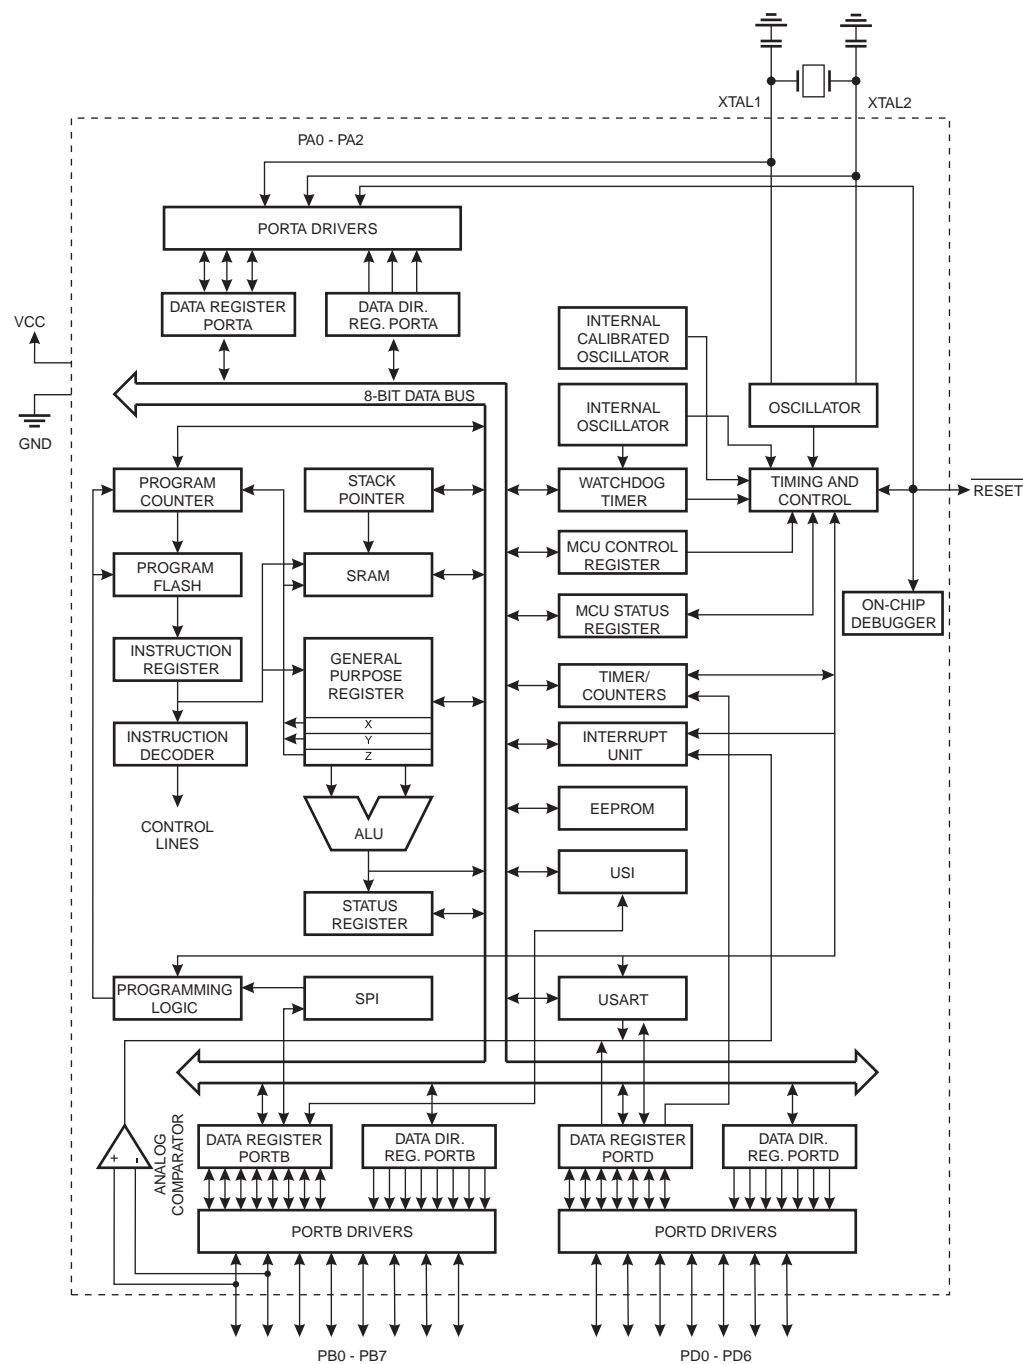 XTAL1
XTAL2
PA0 - PA2
PORTA DRIVERS
DATA REGISTER
PORTA
DATA DIR.
REG. PORTA
VCC
GND
INTERNAL
CALIBRATED
OSCILLATOR
8-BIT DATA BUS
INTERNAL
OSCILLATOR
OSCILLATOR
PROGRAM
COUNTER
STACK
POINTER
WATCHDOG
TIMER
TIMING AND
CONTROL
RESET
PROGRAM
FLASH
SRAM
MCU CONTROL
REGISTER
MCU STATUS
REGISTER
ON-CHIP
DEBUGGER
INSTRUCTION
REGISTER
GENERAL
PURPOSE
REGISTER
X
Y
Z
TIMER/
COUNTERS
INSTRUCTION
DECODER
INTERRUPT
UNIT
CONTROL
LINES
ALU
EEPROM
USI
STATUS
REGISTER
PROGRAMMING
LOGIC
SPI
USART
+
-
ANALOG
COMPARATOR
DATA REGISTER
PORTB
DATA DIR.
REG. PORTB
DATA REGISTER
PORTD
DATA DIR.
REG. PORTD
PORTB DRIVERS
PORTD DRIVERS
PB0 - PB7
PD0 - PD6